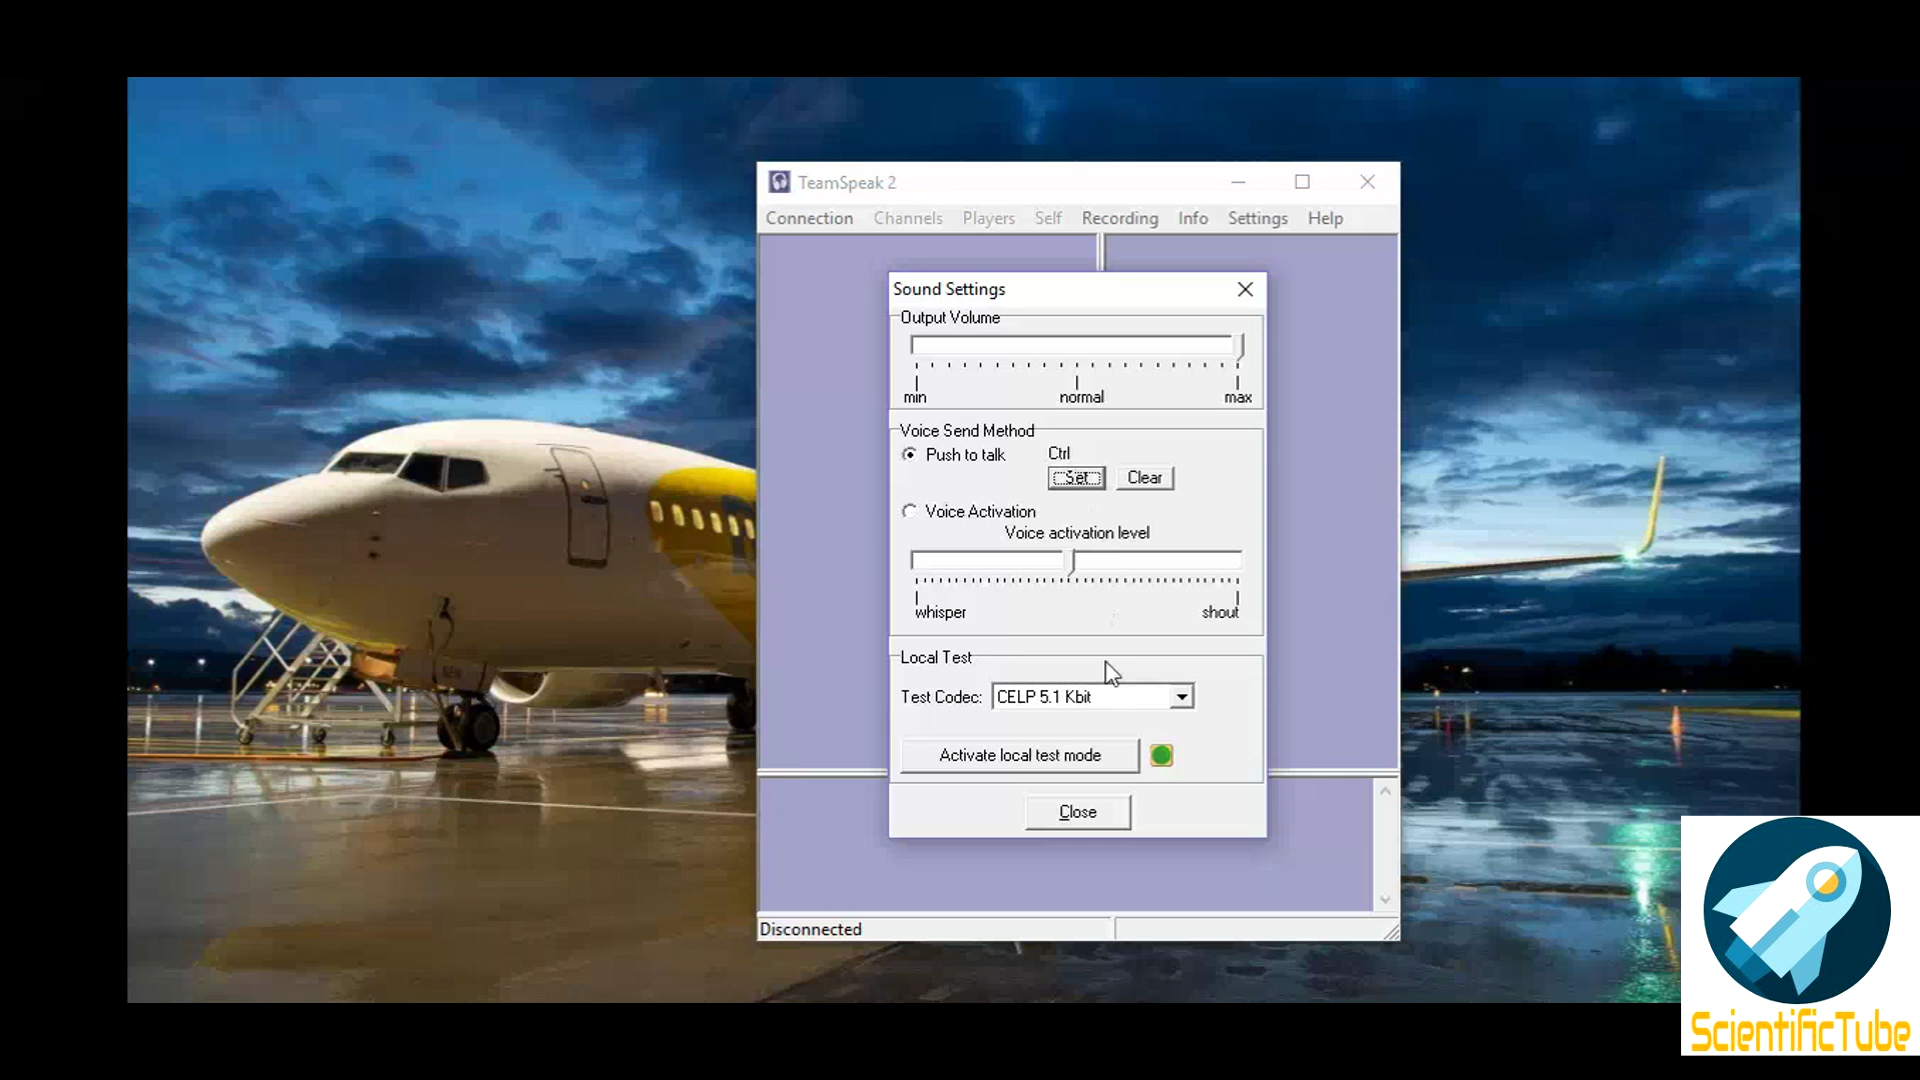 TeamSpeak 2
Connection Channels Players Self Recording Info Settings Help
Sound Settings
Output Volume
min normal max
Voice Send Method
Push to talk Ctrl
Set Clear
Voice Activation
Voice activation level
whisper shout
Local Test
Test Codec: CELP 5.1 Kbit
Activate local test mode
Close
Disconnected
ScientificTube